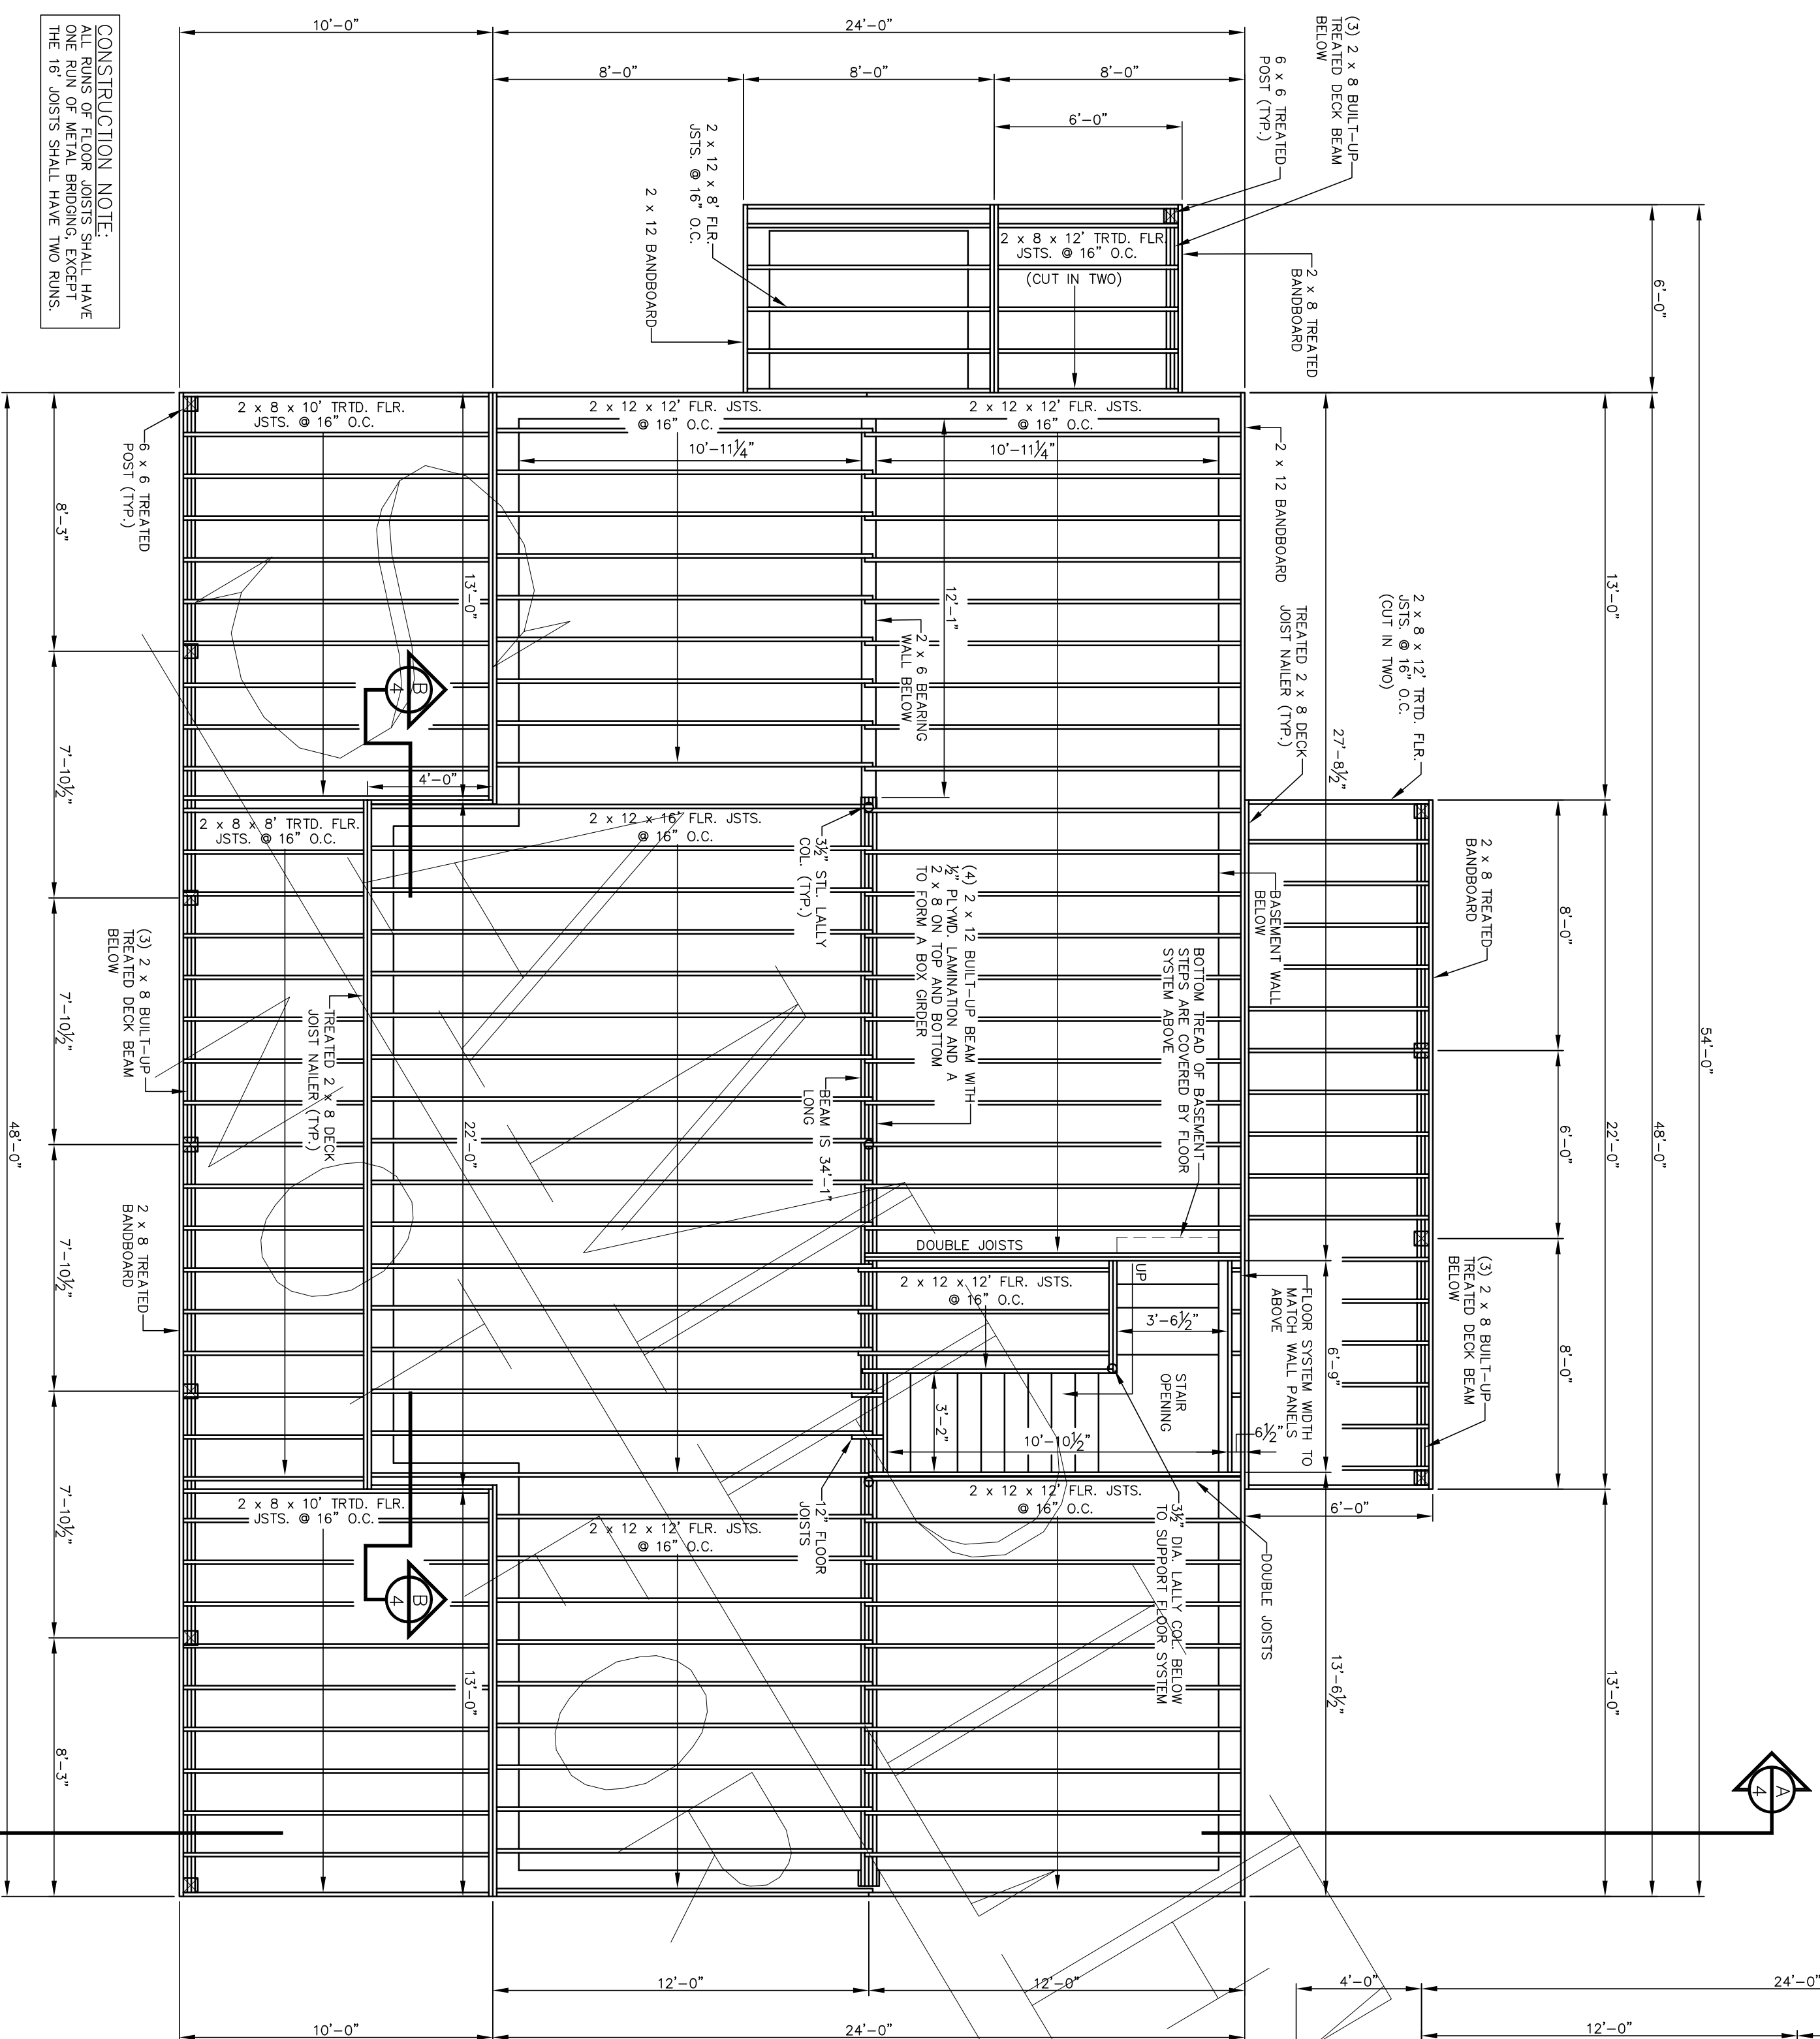 10'-0"
24'-0"
8'-0"
8'-0"
8'-0"
6'-0"
(3) 2 x 8 BUILT-UP
TREATED DECK BEAM
BELOW
6 x 6 TREATED
POST (TYP.)
2 x 12 x 8' FLR.
JSTS. @ 16" O.C.
2 x 12 BANDBOARD
2 x 8 x 12' TRTD. FLR.
JSTS. @ 16" O.C.
(CUT IN TWO)
2 x 8 TREATED
BANDBOARD
6'-0"
CONSTRUCTION NOTE:
ALL RUNS OF FLOOR JOISTS SHALL HAVE
ONE RUN OF METAL BRIDGING, EXCEPT
THE 16' JOISTS SHALL HAVE TWO RUNS.
2 x 8 x 10' TRTD. FLR.
JSTS. @ 16" O.C.
2 x 12 x 12' FLR. JSTS.
@ 16" O.C.
2 x 12 x 12' FLR. JSTS.
@ 16" O.C.
10'-11¼"
10'-11¼"
2 x 12 BANDBOARD
6 x 6 TREATED
POST (TYP.)
8'-3"
13'-0"
12'-1"
2 x 6 BEARING
WALL BELOW
TREATED 2 x 8 DECK
JOIST NAILER (TYP.)
2 x 8 x 12' TRTD. FLR.
JSTS. @ 16" O.C.
(CUT IN TWO)
27'-8½"
13'-0"
B
4
7'-10½"
4'-0"
2 x 8 x 8' TRTD. FLR.
JSTS. @ 16" O.C.
2 x 12 x 16' FLR. JSTS.
@ 16" O.C.
3½" STL. LALLY
COL. (TYP.)
(4) 2 x 12 BUILT-UP BEAM WITH
½" PLYWD. LAMINATION AND A
2 x 8 ON TOP AND BOTTOM
TO FORM A BOX GIRDER
BASEMENT WALL
BELOW
2 x 8 TREATED
BANDBOARD
8'-0"
(3) 2 x 8 BUILT-UP
TREATED DECK BEAM
BELOW
7'-10½"
TREATED 2 x 8 DECK
JOIST NAILER (TYP.)
BEAM IS 34'-1"
LONG
BOTTOM TREAD OF BASEMENT
STEPS ARE COVERED BY FLOOR
SYSTEM ABOVE
22'-0"
6'-0"
22'-0"
48'-0"
54'-0"
48'-0"
2 x 8 TREATED
BANDBOARD
7'-10½"
DOUBLE JOISTS
2 x 12 x 12' FLR. JSTS.
@ 16" O.C.
UP
3'-6½"
FLOOR SYSTEM WIDTH TO
MATCH WALL PANELS
ABOVE
6'-9"
(3) 2 x 8 BUILT-UP
TREATED DECK BEAM
BELOW
8'-0"
STAIR
OPENING
3'-2"
10'-10½"
6½"
7'-10½"
2 x 8 x 10' TRTD. FLR.
JSTS. @ 16" O.C.
2 x 12 x 12' FLR. JSTS.
@ 16" O.C.
12" FLOOR
JOISTS
2 x 12 x 12' FLR. JSTS.
@ 16" O.C.
3½" DIA. LALLY COL. BELOW
TO SUPPORT FLOOR SYSTEM
DOUBLE JOISTS
6'-0"
B
4
13'-0"
8'-3"
13'-6½"
13'-0"
A
4
12'-0"
12'-0"
4'-0"
24'-0"
10'-0"
24'-0"
12'-0"
7'-10½"